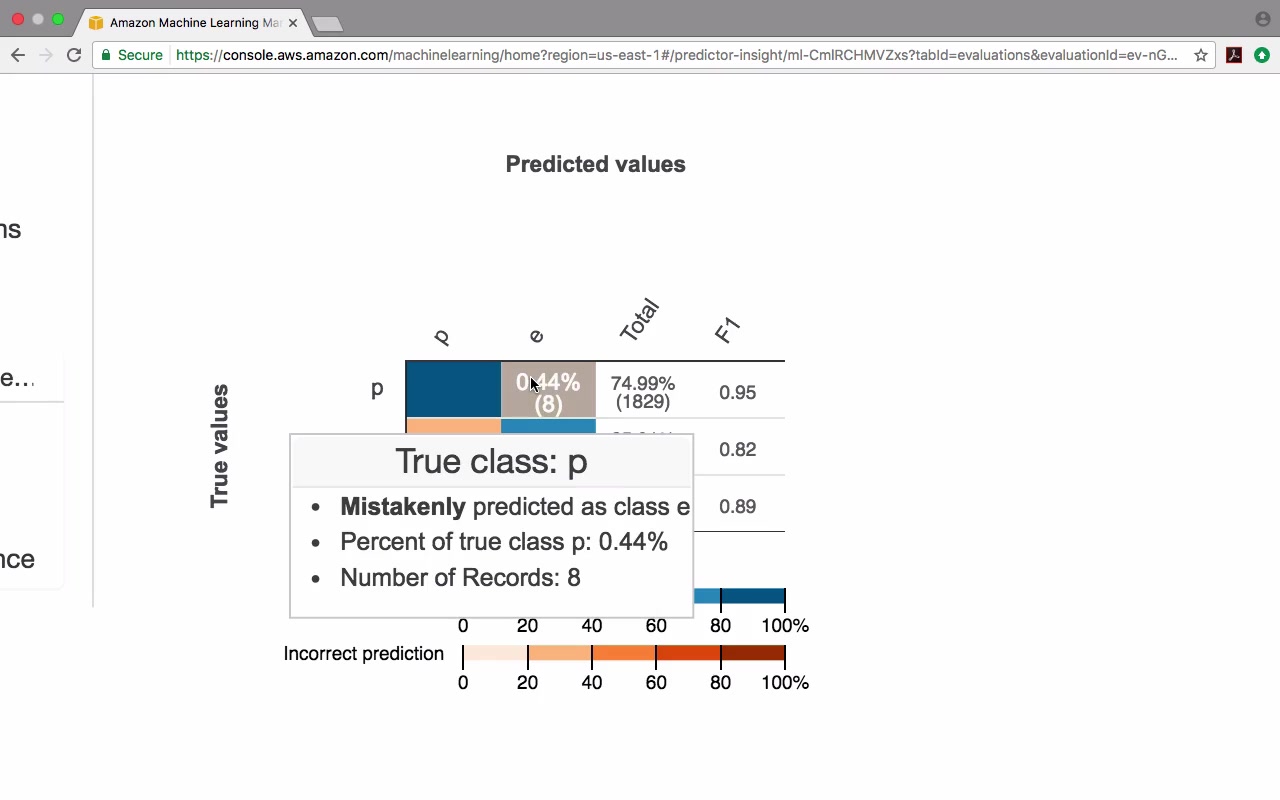 Amazon Machine Learning Ma
Secure
https://console.aws.amazon.com/machinelearning/home?region=us-east-1#/predictor-insight/ml-CmlRCHMVZxs?tabId=evaluations&evaluationId=ev-nG...
Predicted values
ns
p
e
Total
F1
e...
True values
p
0.44%
(8)
74.99%
(1829)
0.95
0.82
True class: p
• Mistakenly predicted as class e
0.89
• Percent of true class p: 0.44%
nce
• Number of Records: 8
0 20 40 60 80 100%
Incorrect prediction
0 20 40 60 80 100%